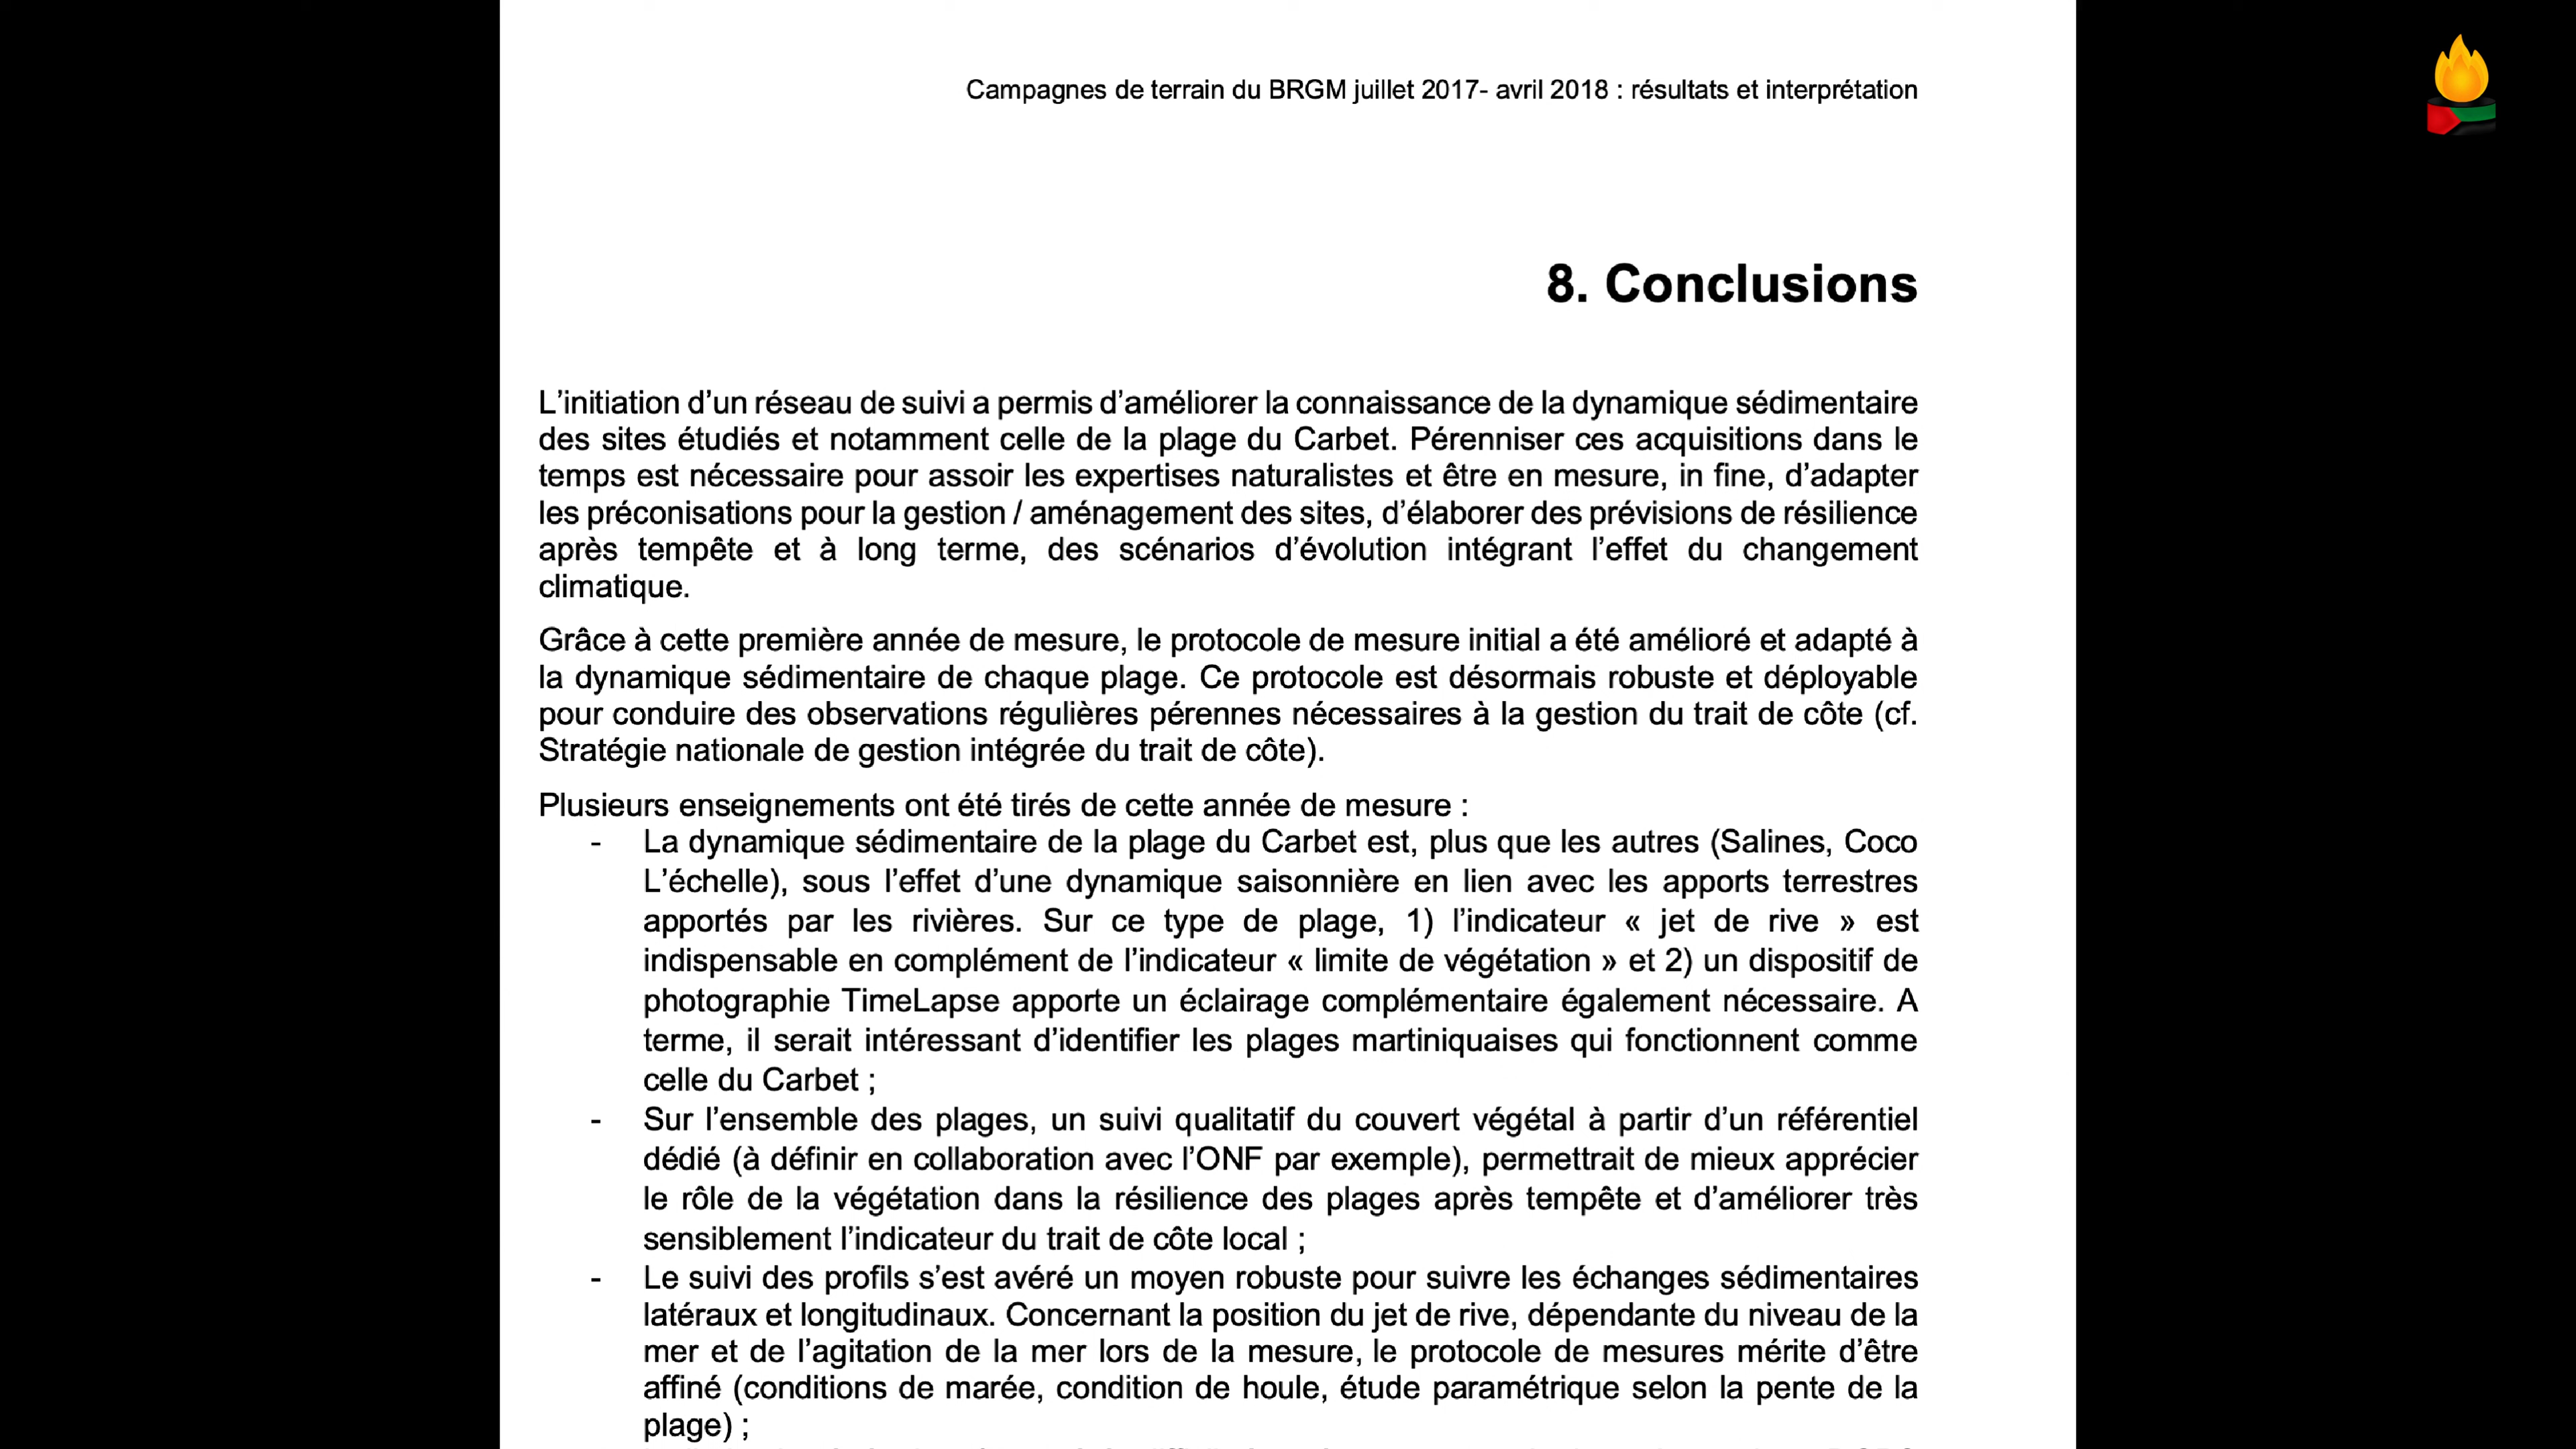 Campagnes de terrain du BRGM juillet 2017- avril 2018 : résultats et interprétation
8. Conclusions
L’initiation d’un réseau de suivi a permis d’améliorer la connaissance de la dynamique sédimentaire
des sites étudiés et notamment celle de la plage du Carbet. Pérenniser ces acquisitions dans le
temps est nécessaire pour assoir les expertises naturalistes et être en mesure, in fine, d’adapter
les préconisations pour la gestion / aménagement des sites, d’élaborer des prévisions de résilience
après tempête et à long terme, des scénarios d’évolution intégrant l’effet du changement
climatique.
Grâce à cette première année de mesure, le protocole de mesure initial a été amélioré et adapté à
la dynamique sédimentaire de chaque plage. Ce protocole est désormais robuste et déployable
pour conduire des observations régulières pérennes nécessaires à la gestion du trait de côte (cf.
Stratégie nationale de gestion intégrée du trait de côte).
Plusieurs enseignements ont été tirés de cette année de mesure :
- La dynamique sédimentaire de la plage du Carbet est, plus que les autres (Salines, Coco
L’échelle), sous l’effet d’une dynamique saisonnière en lien avec les apports terrestres
apportés par les rivières. Sur ce type de plage, 1) l’indicateur « jet de rive » est
indispensable en complément de l’indicateur « limite de végétation » et 2) un dispositif de
photographie TimeLapse apporte un éclairage complémentaire également nécessaire. A
terme, il serait intéressant d’identifier les plages martiniquaises qui fonctionnent comme
celle du Carbet ;
- Sur l’ensemble des plages, un suivi qualitatif du couvert végétal à partir d’un référentiel
dédié (à définir en collaboration avec l’ONF par exemple), permettrait de mieux apprécier
le rôle de la végétation dans la résilience des plages après tempête et d’améliorer très
sensiblement l’indicateur du trait de côte local ;
- Le suivi des profils s’est avéré un moyen robuste pour suivre les échanges sédimentaires
latéraux et longitudinaux. Concernant la position du jet de rive, dépendante du niveau de la
mer et de l’agitation de la mer lors de la mesure, le protocole de mesures mérite d’être
affiné (conditions de marée, condition de houle, étude paramétrique selon la pente de la
plage) ;